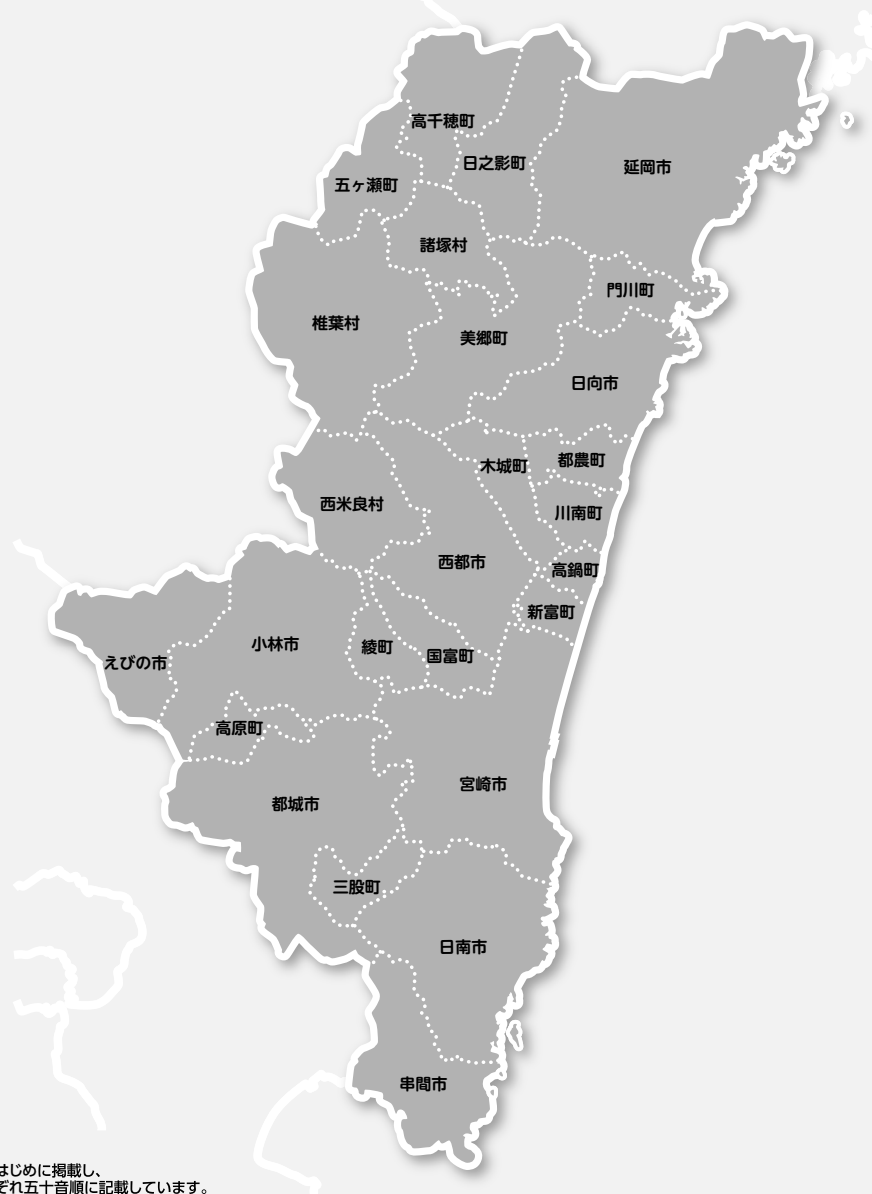 高千穂町
日之影町
延岡市
五ヶ瀬町
諸塚村
門川町
椎葉村
美郷町
日向市
都農町
木城町
西米良村
川南町
西都市
高鍋町
新富町
小林市
綾町
国富町
えびの市
高原町
宮崎市
都城市
三股町
日南市
串間市
はじめに掲載し、
ぞれ五十音順に記載しています。